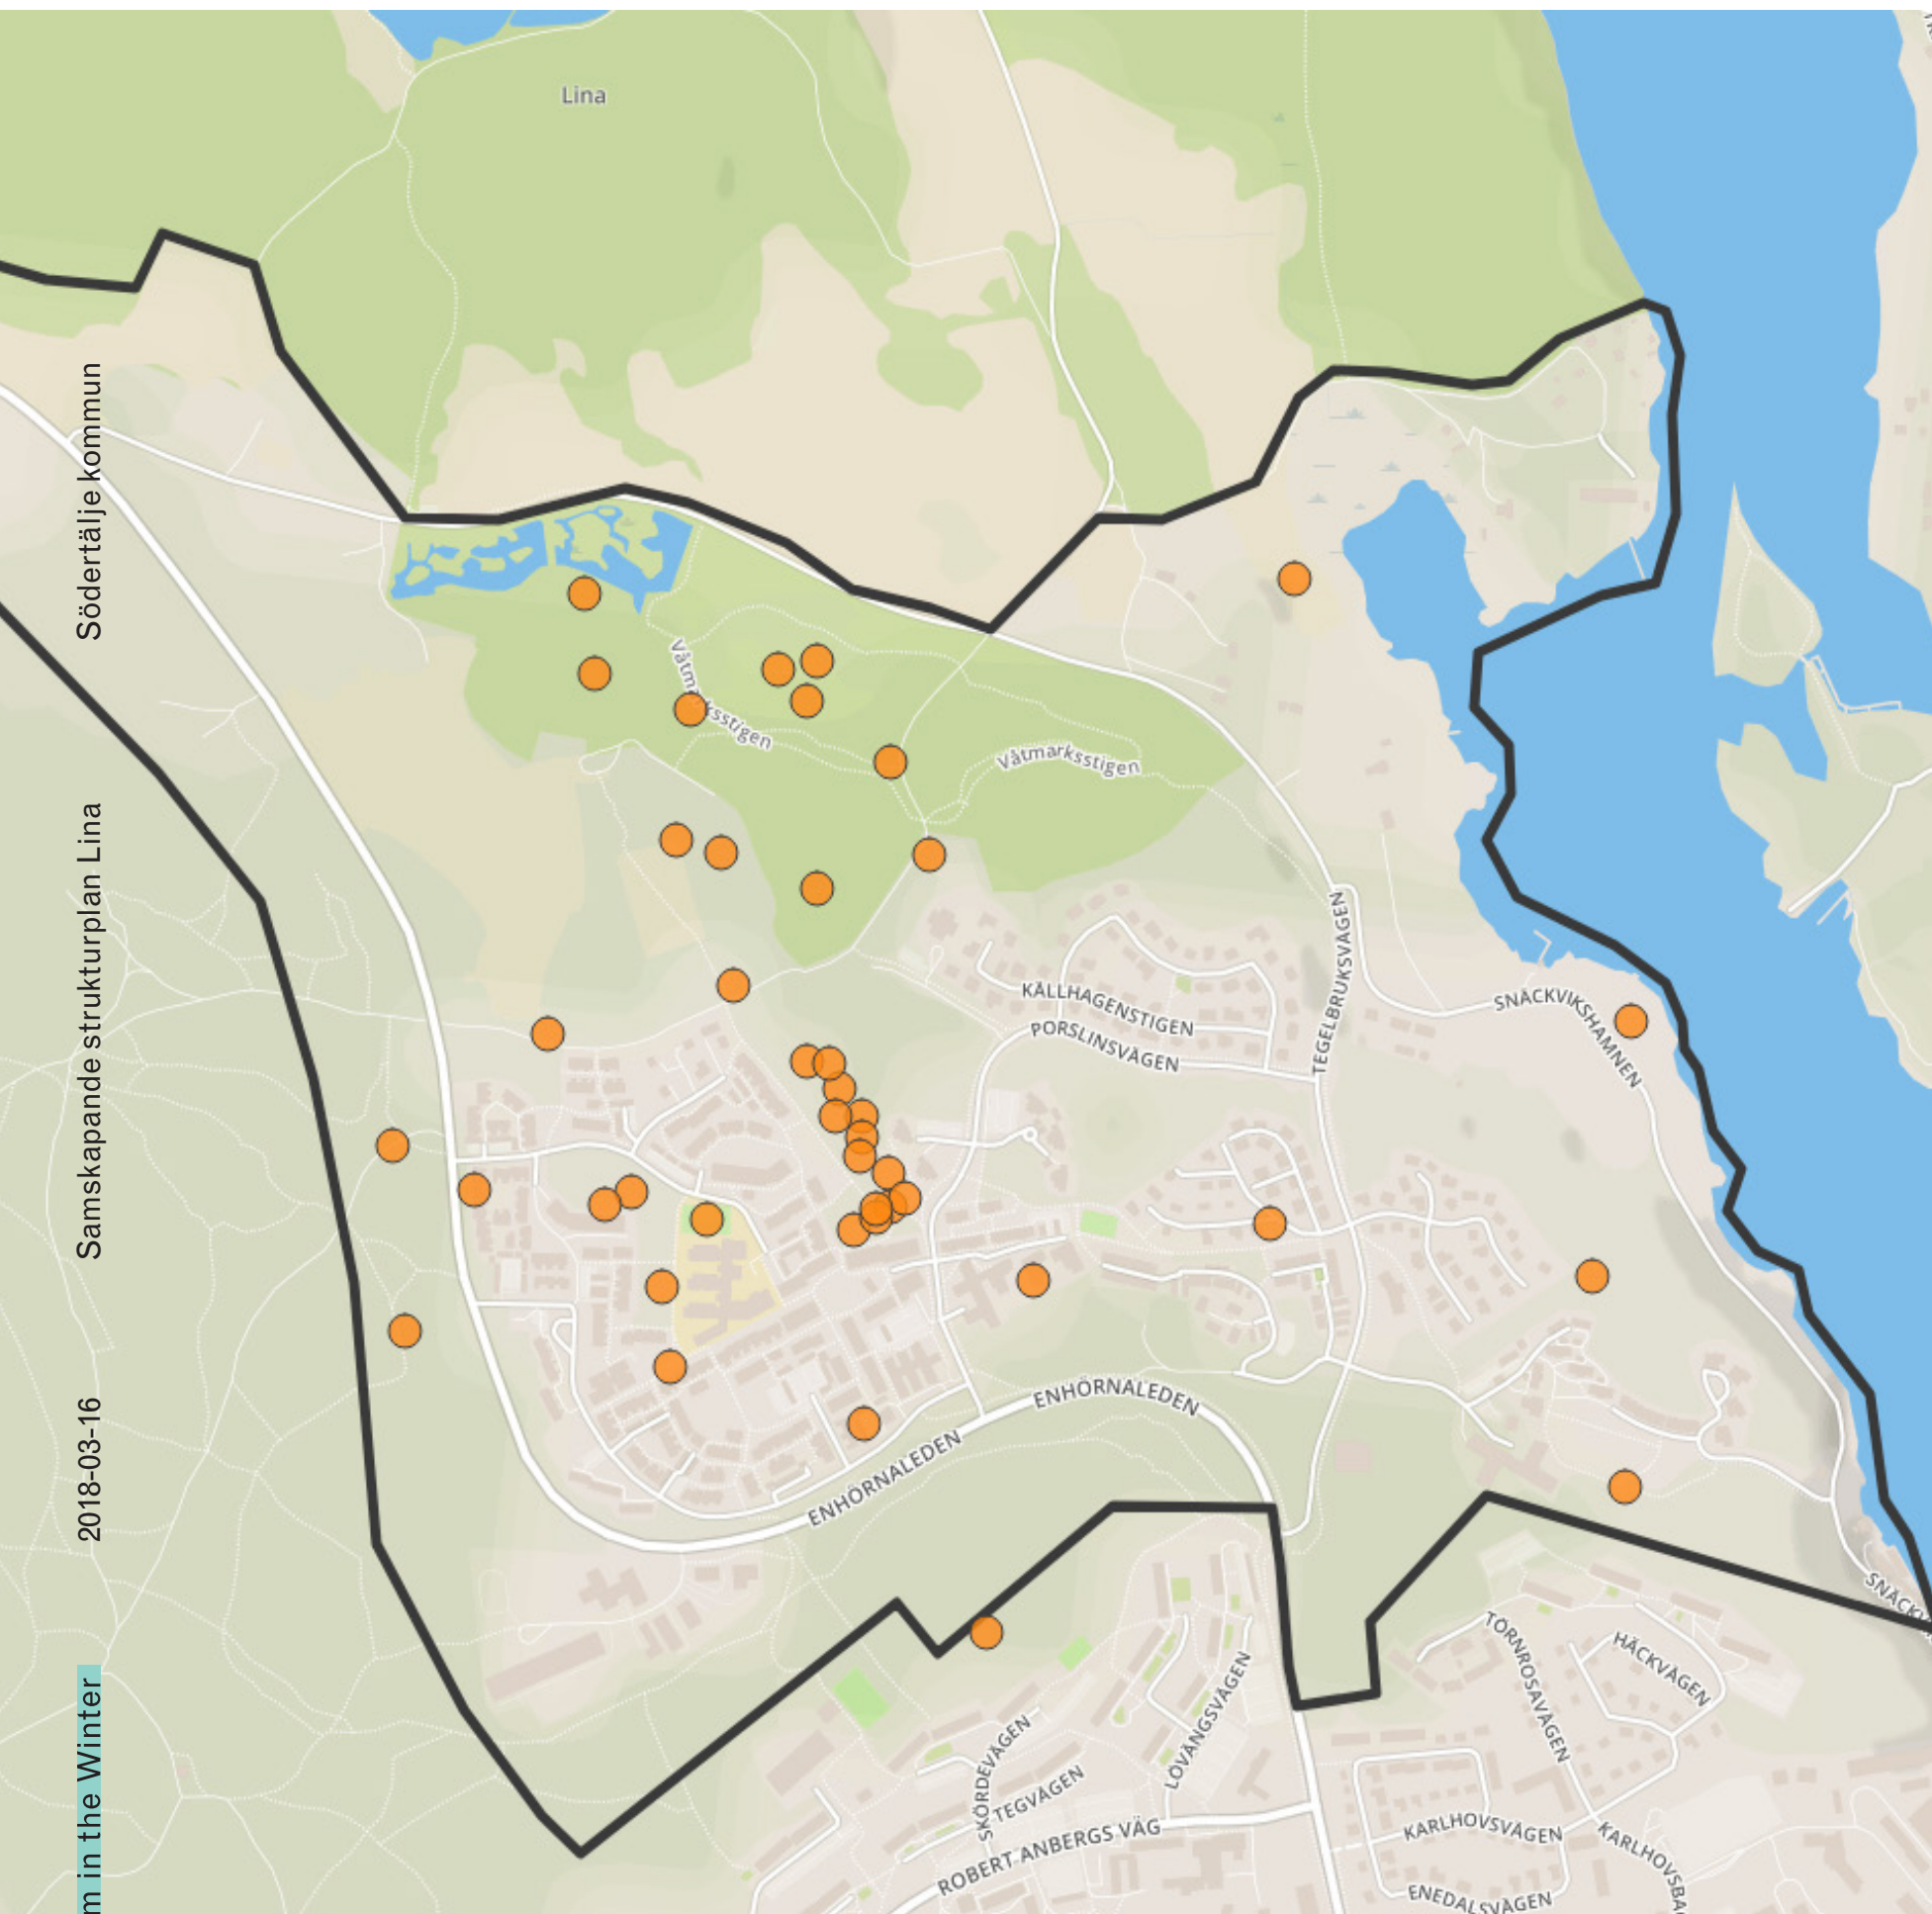 Lina
Södertälje kommun
Samskapande strukturplan Lina
2018-03-16
m in the Winter
Våtmarksstigen
Våtmarksstigen
TEGELBRUKSVÄGEN
KÄLLHAGENSTIGEN
PORSLINSVÄGEN
SNÄCKVIKSHAMNEN
ENHÖRNALEDEN
ENHÖRNALEDEN
TÖRNROSAVÄGEN
HÄCKVÄGEN
LÖVÄNGSVÄGEN
SKÖRDEVÄGEN
TEGVÄGEN
ROBERT ANBERGS VÄG
KARLHOVSVÄGEN
ENEDALSVÄGEN